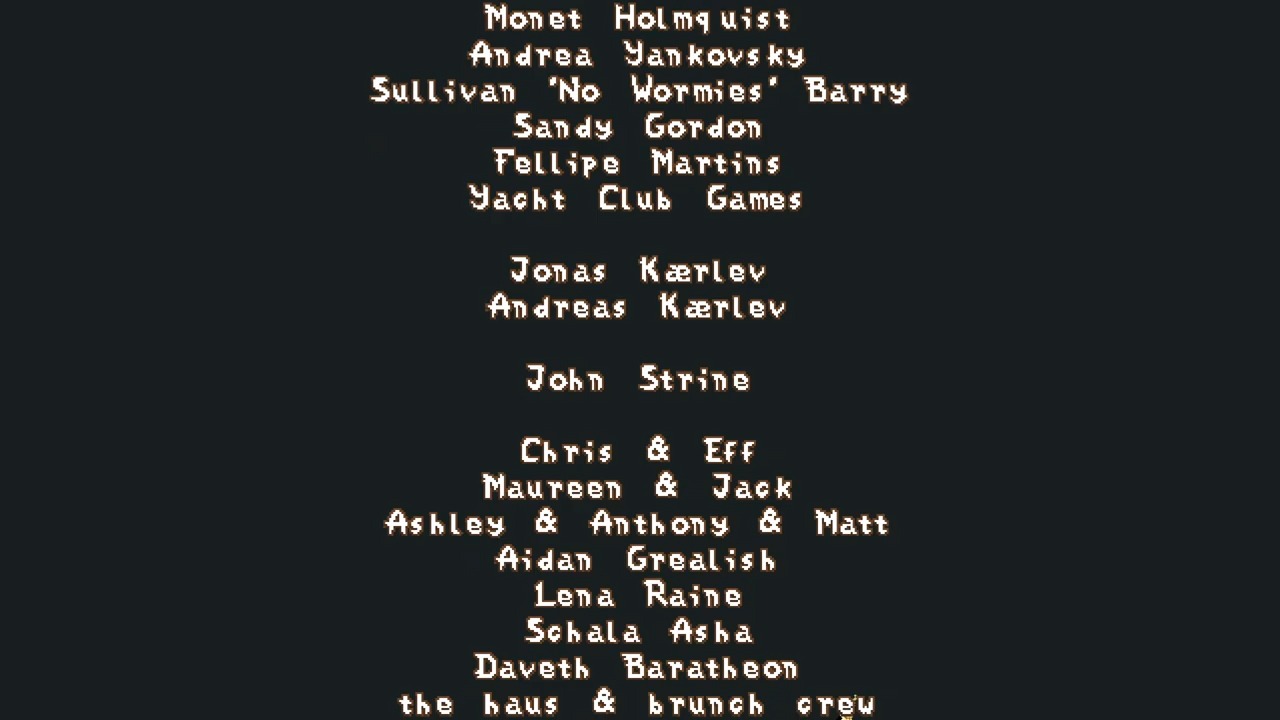 Monet Holmquist
Andrea Yankovsky
Sullivan 'No Wormies' Barry
Sandy Gordon
Fellipe Martins
Yacht Club Games
Jonas Kærlev
Andreas Kærlev
John Strine
Chris & Eff
Maureen & Jack
Ashley & Anthony & Matt
Aidan Grealish
Lena Raine
Schala Asha
Daveth Baratheon
the haus & brunch crew